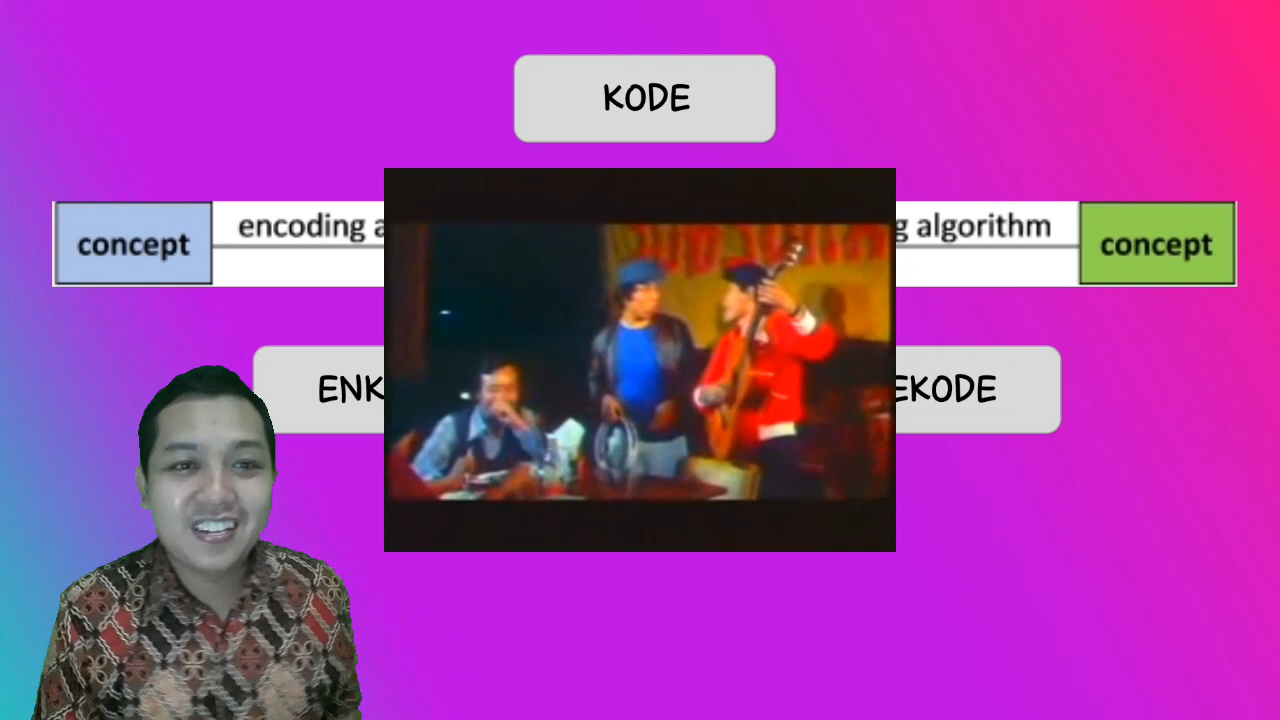 KODE
concept
encoding a
g algorithm
concept
ENK
EKODE